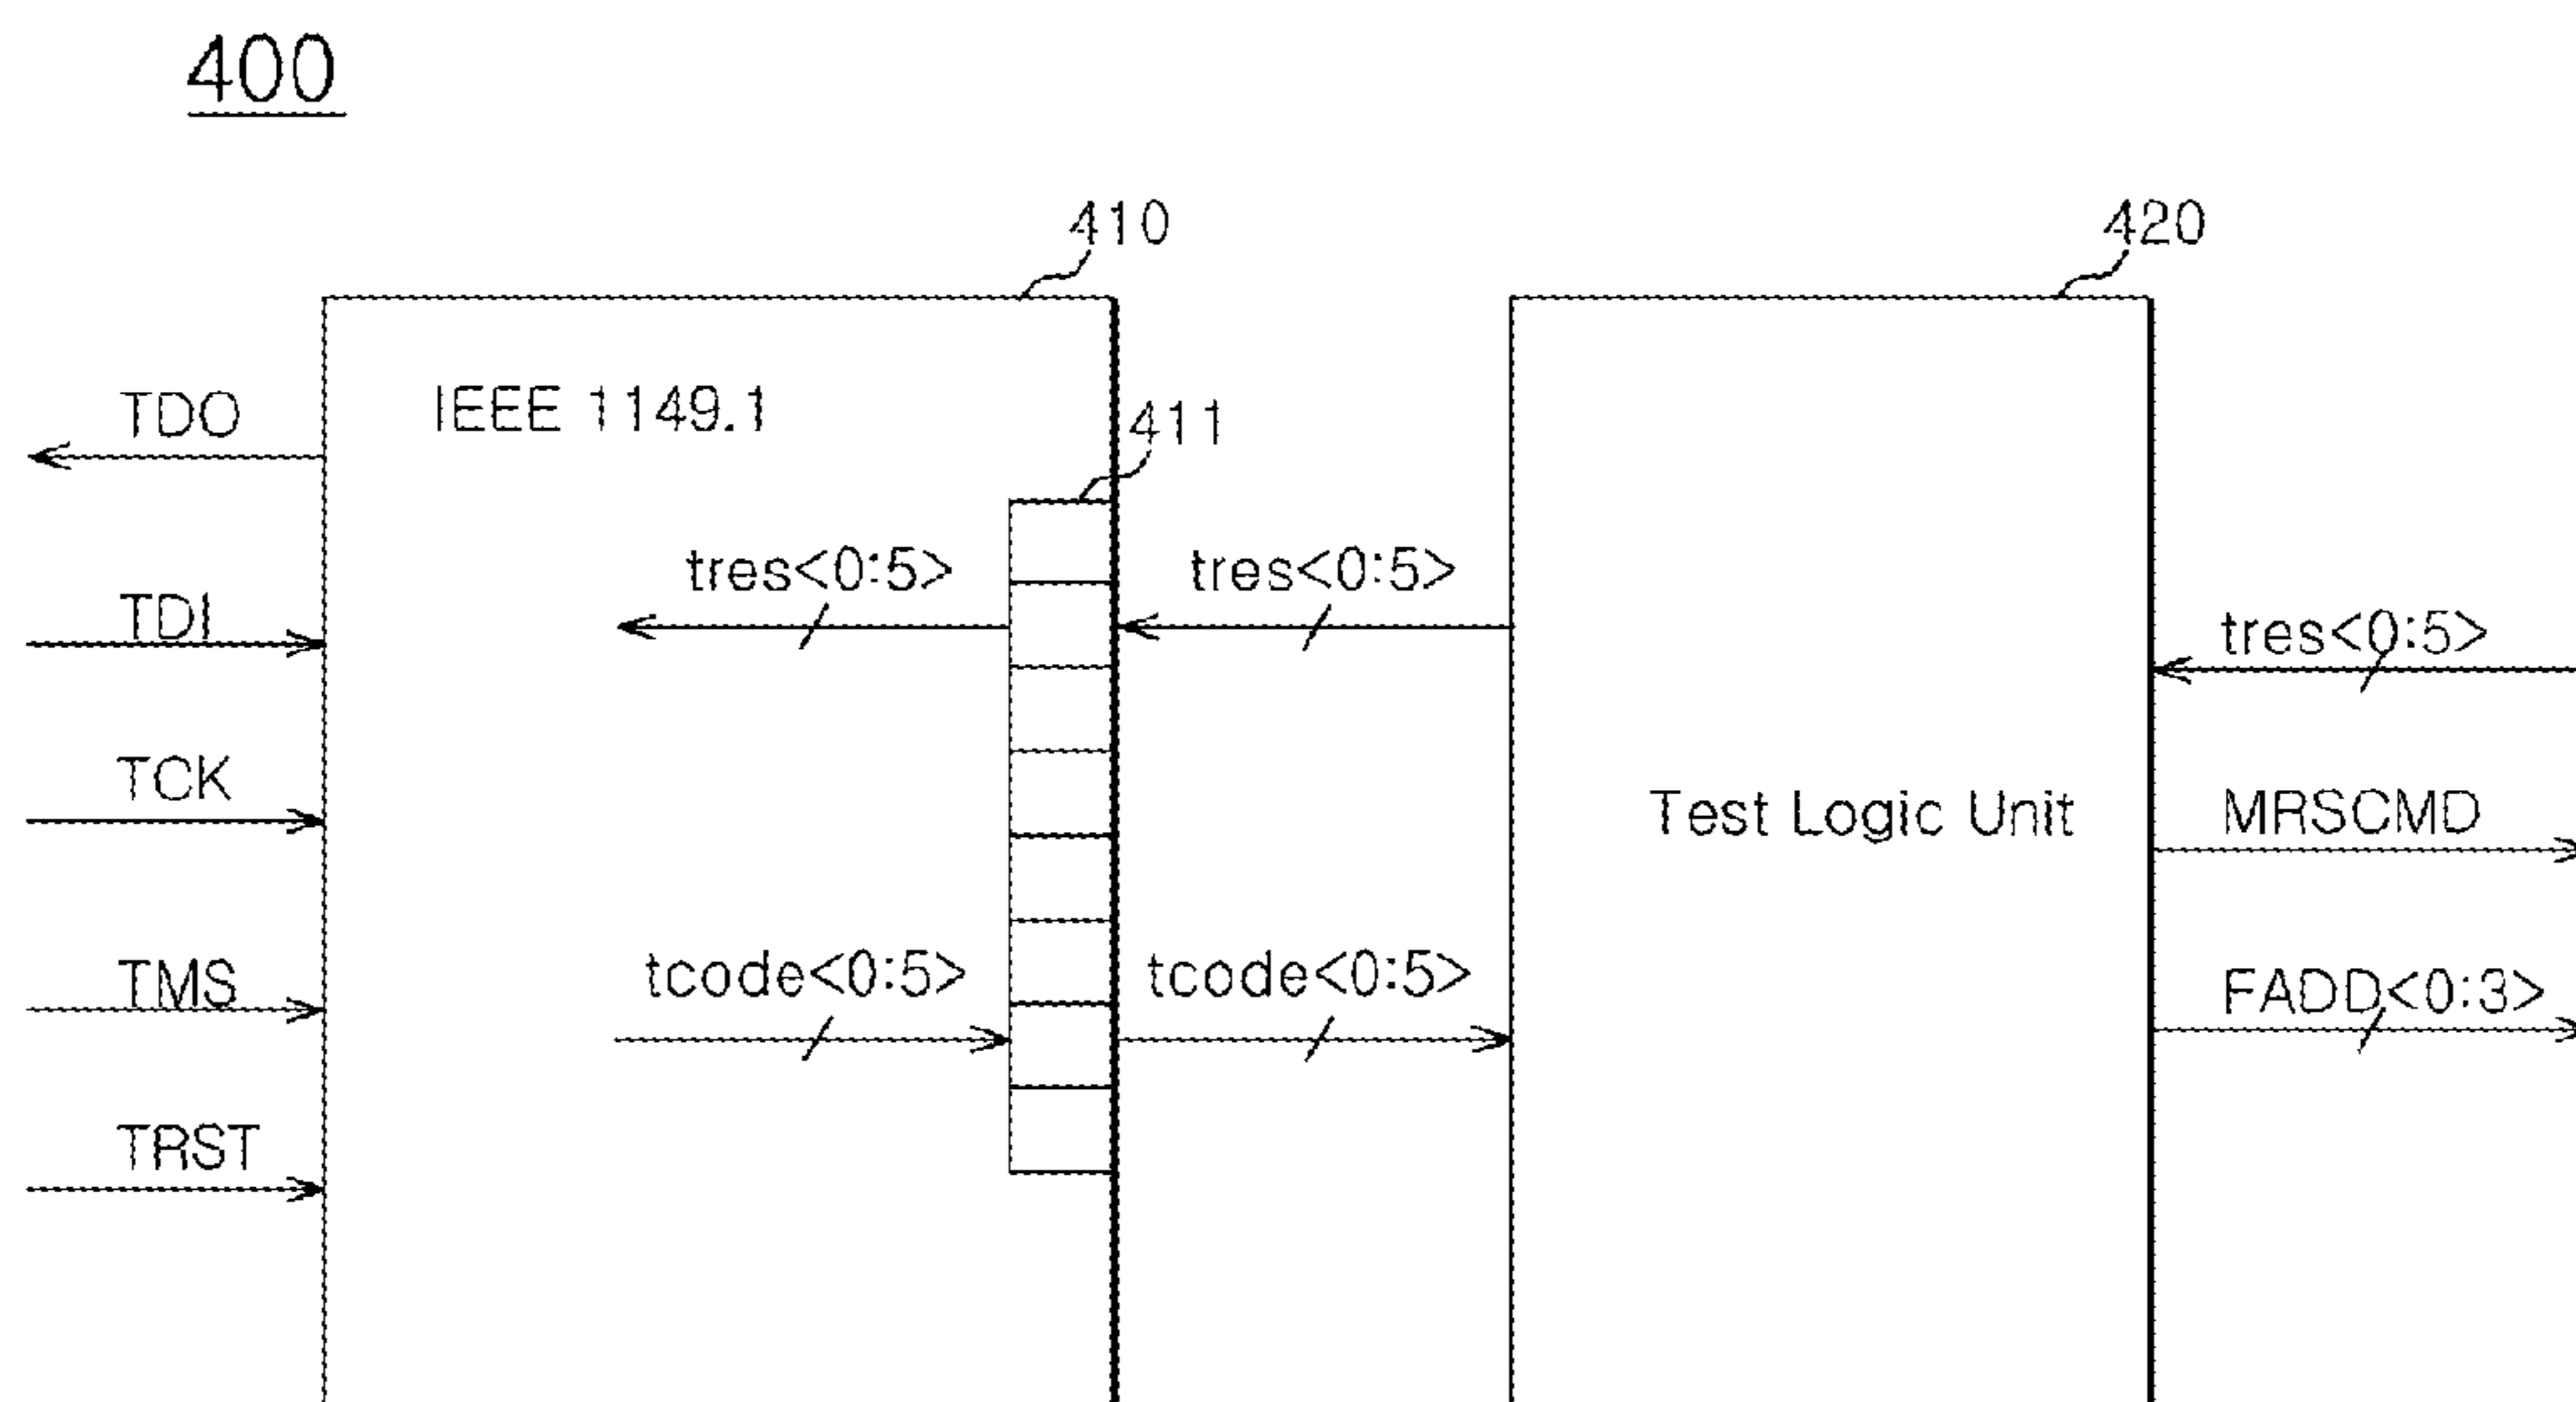 400
410
420
TDO
IEEE 1149.1
411
tres<0:5>
tres<0:5>
TDI
tres<0:5>
TCK
Test Logic Unit
MRSCMD
TMS
tcode<0:5>
tcode<0:5>
FADD<0:3>
TRST